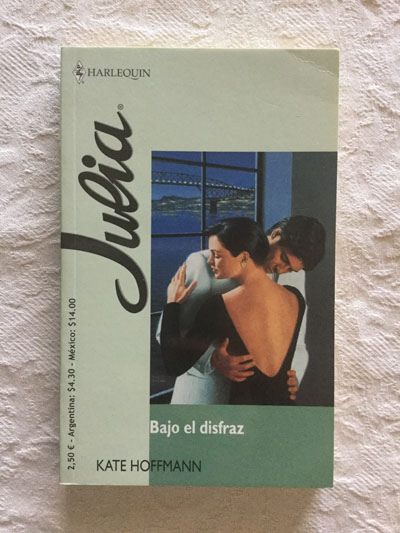 HARLEQUIN
Julia®
2,50 € - Argentina: $4.30 - México: $14.00
Bajo el disfraz
KATE HOFFMANN